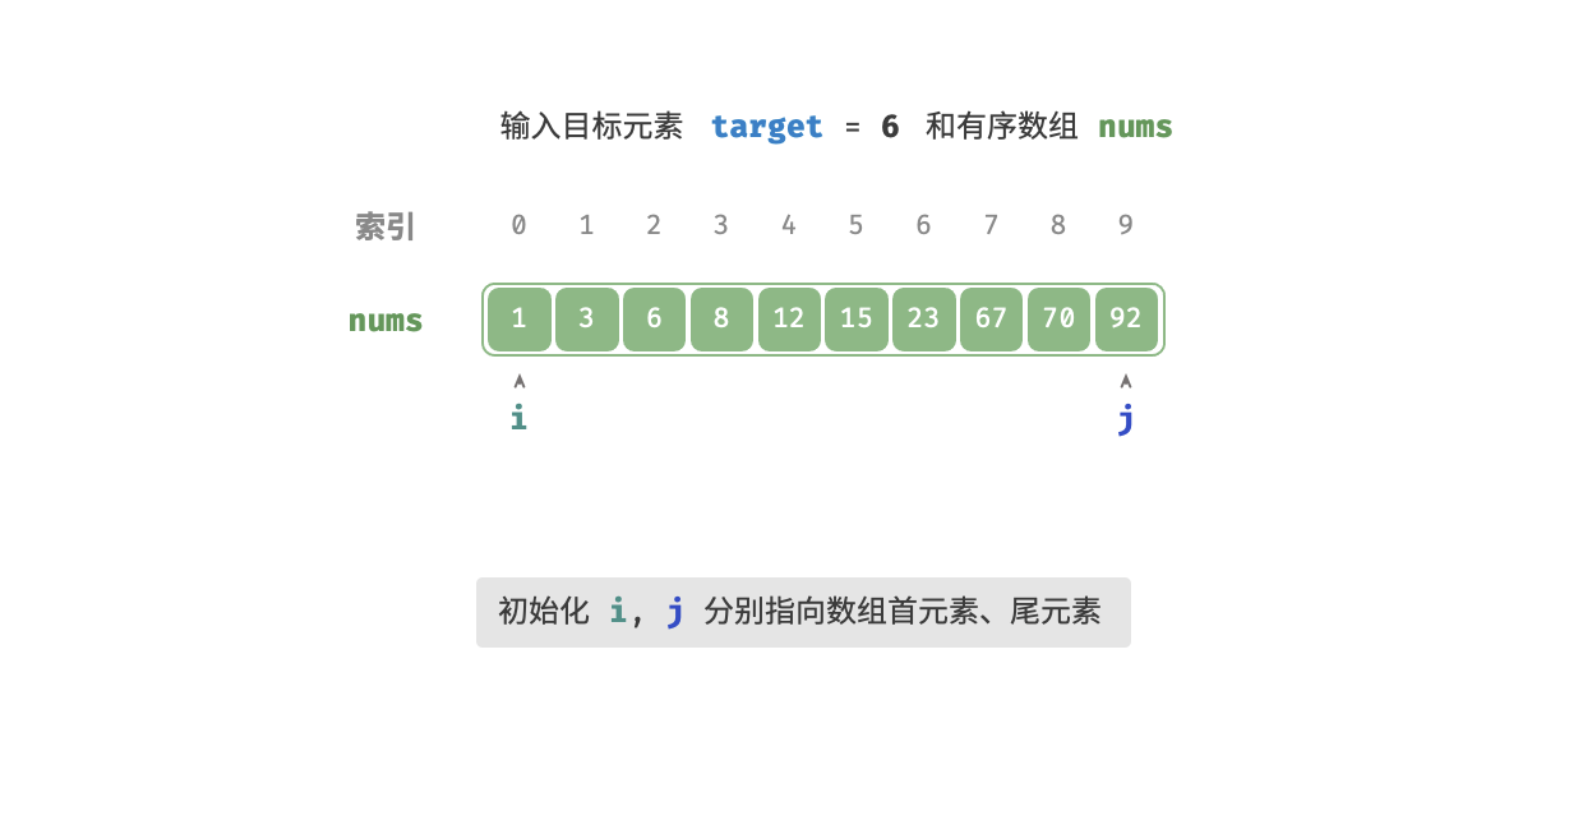 输入目标元素 target = 6 和有序数组 nums
索引 0 1 2 3 4 5 6 7 8 9
nums 1 3 6 8 12 15 23 67 70 92
i j
初始化 i, j 分别指向数组首元素、尾元素